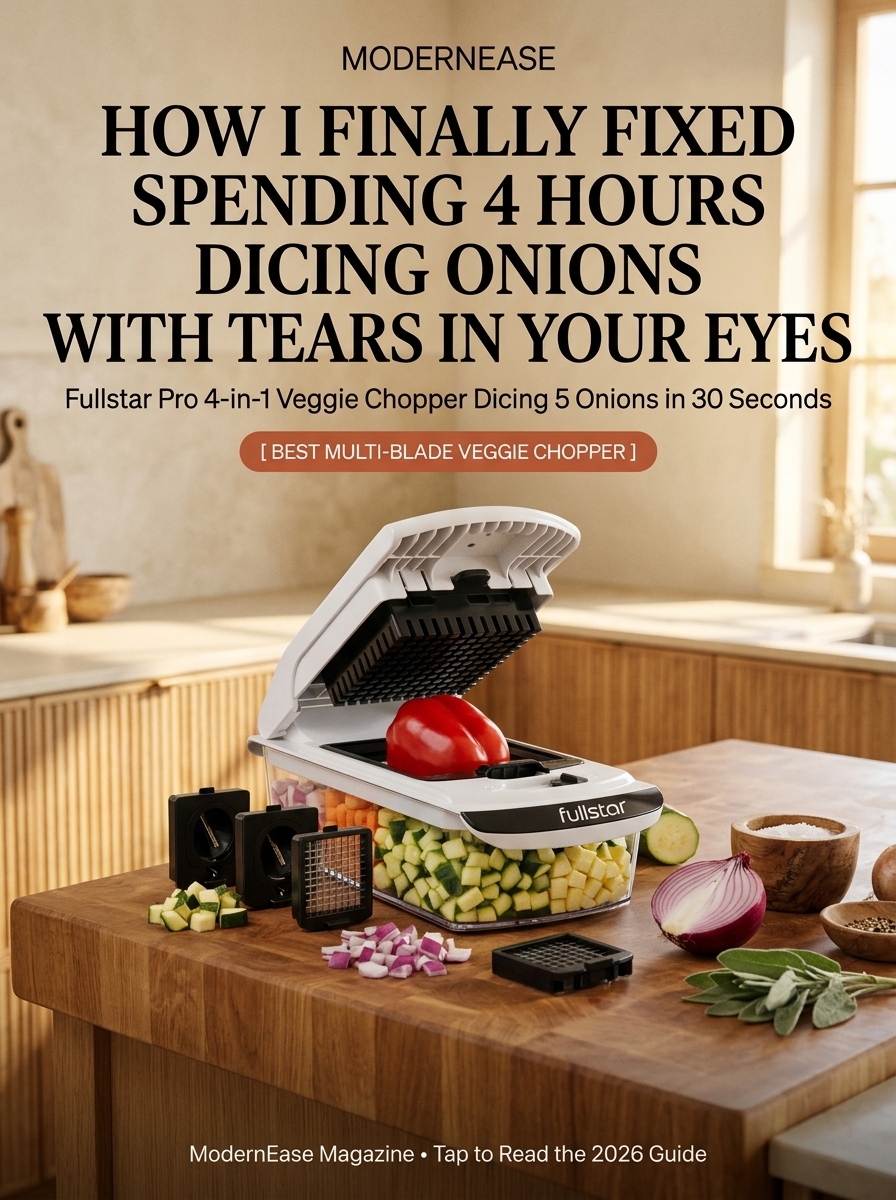 MODERNEASE
HOW I FINALLY FIXED
SPENDING 4 HOURS
DICING ONIONS
WITH TEARS IN YOUR EYES
Fullstar Pro 4-in-1 Veggie Chopper Dicing 5 Onions in 30 Seconds
[ BEST MULTI-BLADE VEGGIE CHOPPER ]
fullstar
ModernEase Magazine • Tap to Read the 2026 Guide